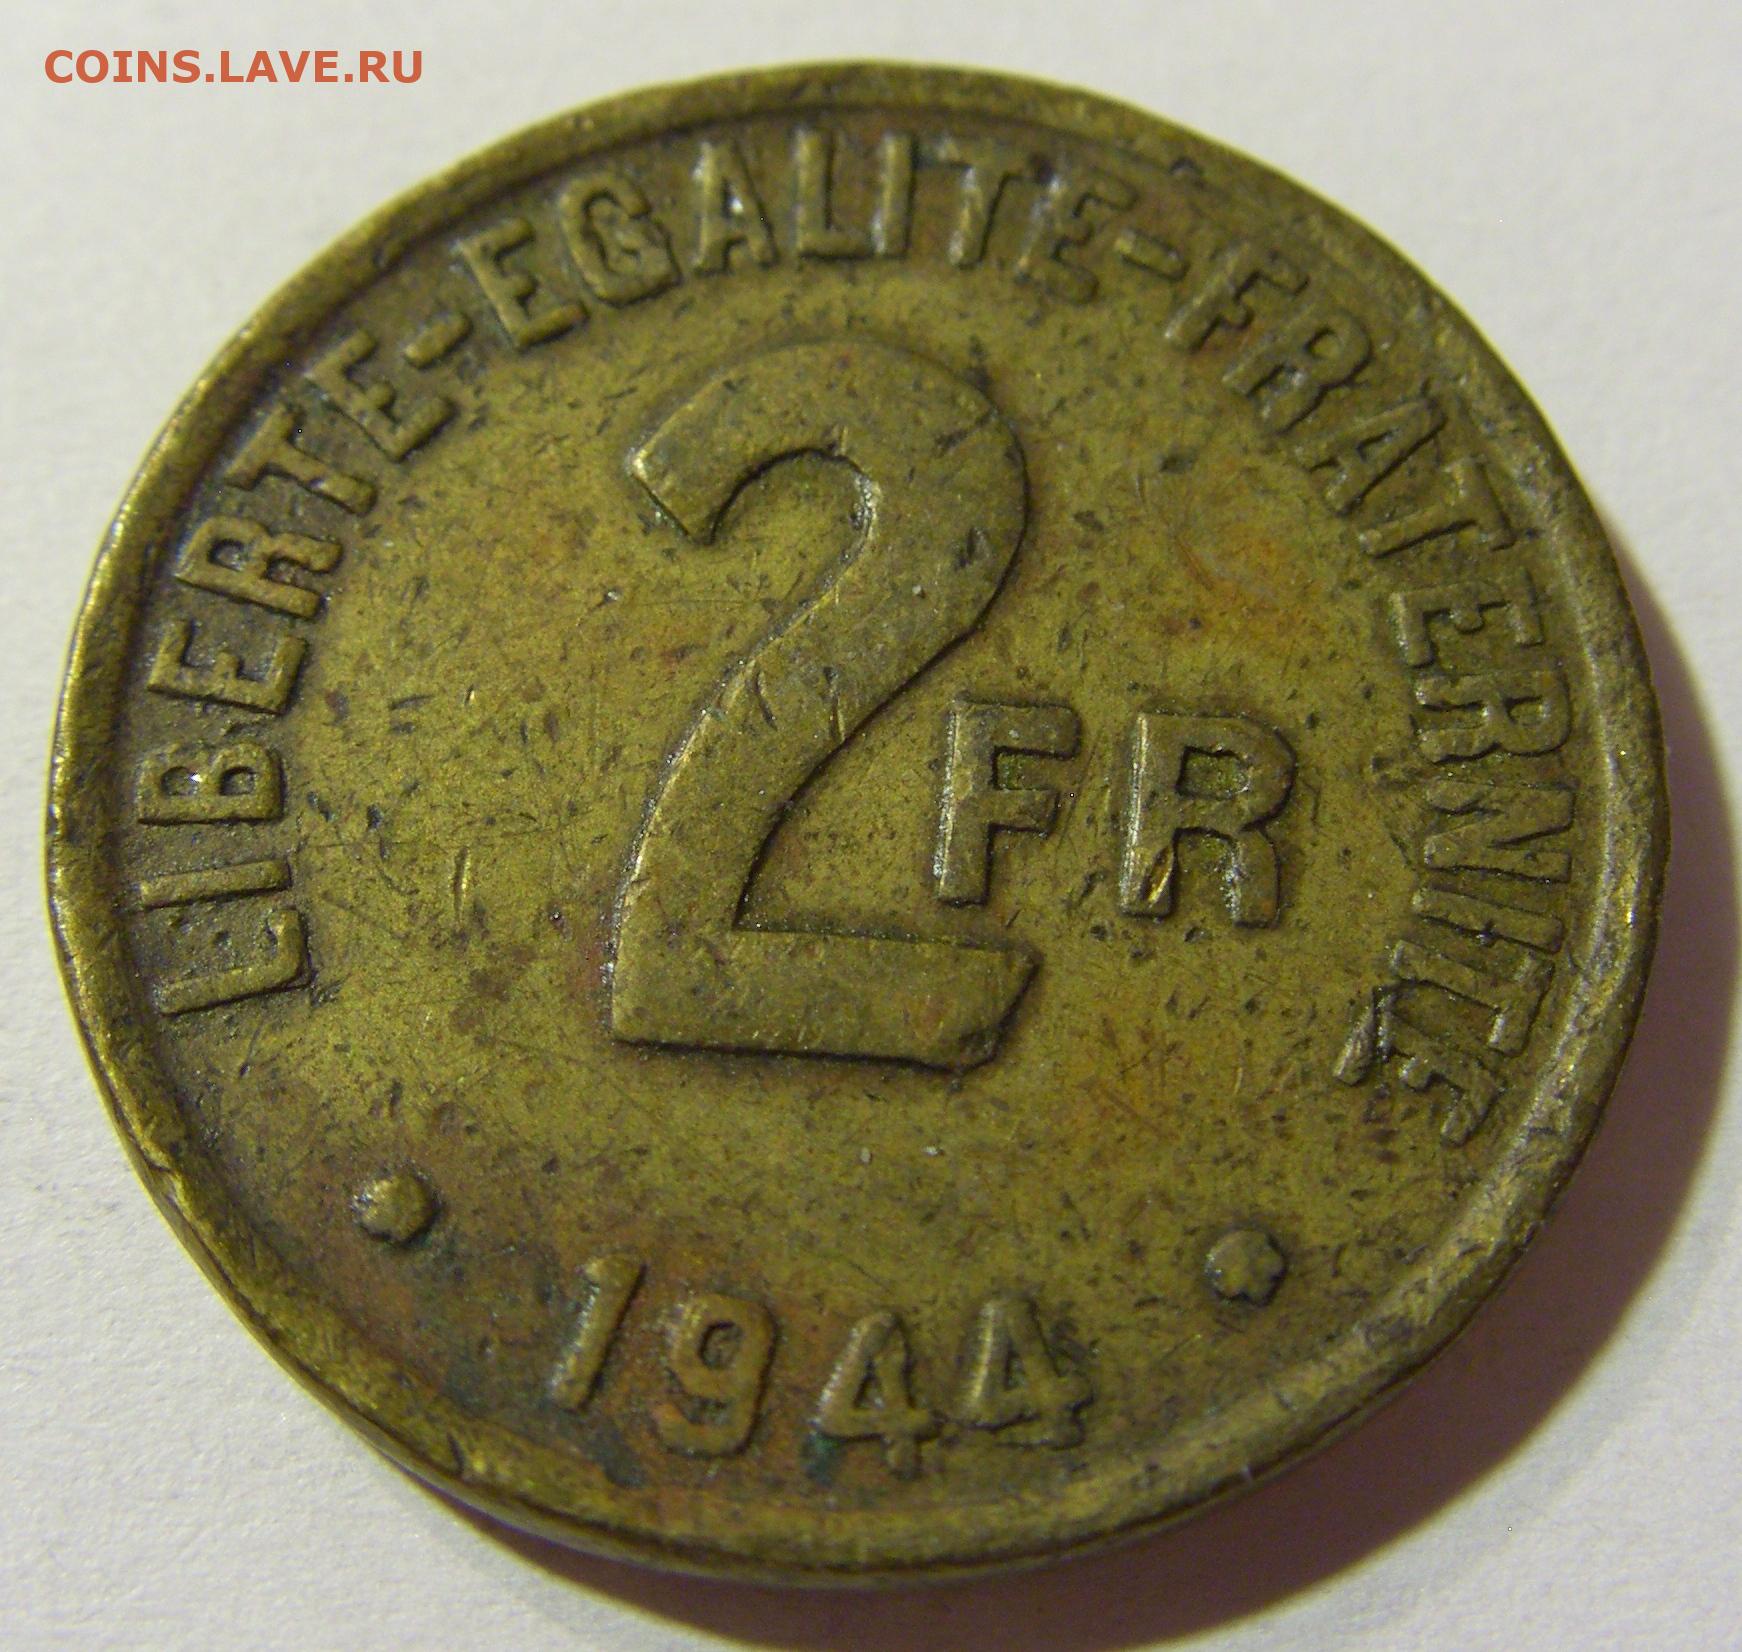 COINS.LAVE.RU
LIBERTE-EGALITE-FRATERNITE
2 FR
1944